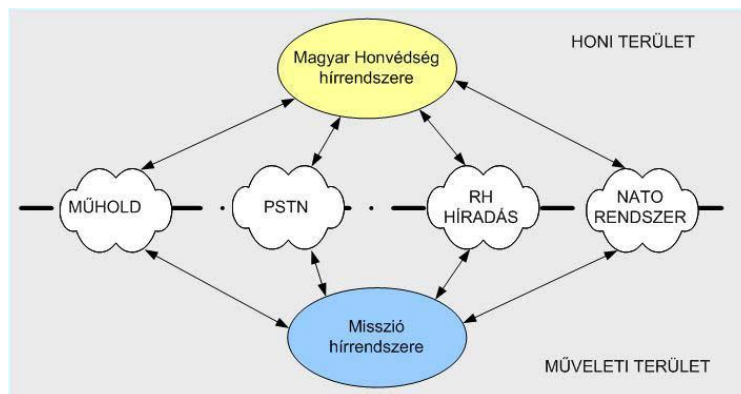 HONI TERÜLET
Magyar Honvédség
hírrendszere
MŰHOLD
PSTN
RH
HÍRADÁS
NATO
RENDSZER
Misszió
hírrendszere
MŰVELETI TERÜLET